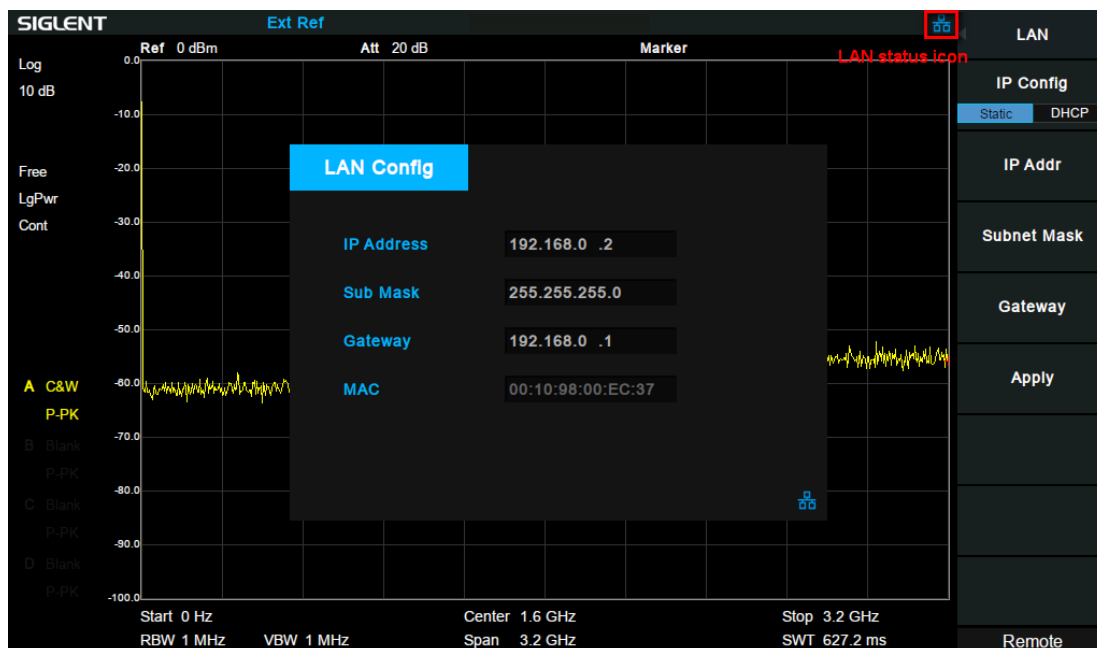 SIGLENT Ext Ref LAN
Ref 0 dBm Att 20 dB Marker LAN status icon
Log
10 dB
Free
LgPwr
Cont
A C&W
P-PK
B Blank
P-PK
C Blank
P-PK
D Blank
P-PK
0.0
-10.0
-20.0
-30.0
-40.0
-50.0
-60.0
-70.0
-80.0
-90.0
-100.0
LAN Config
IP Address 192.168.0 .2
Sub Mask 255.255.255.0
Gateway 192.168.0 .1
MAC 00:10:98:00:EC:37
Start 0 Hz Center 1.6 GHz Stop 3.2 GHz
RBW 1 MHz VBW 1 MHz Span 3.2 GHz SWT 627.2 ms
IP Config
Static DHCP
IP Addr
Subnet Mask
Gateway
Apply
Remote